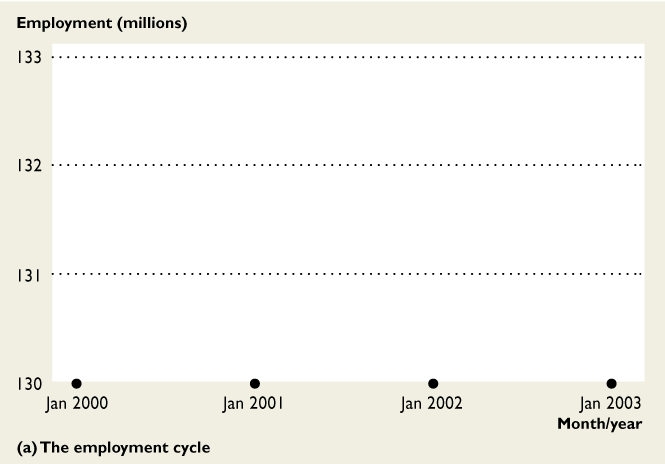 Employment (millions)
133
132
131
130
Jan 2000 Jan 2001 Jan 2002 Jan 2003
Month/year
(a) The employment cycle